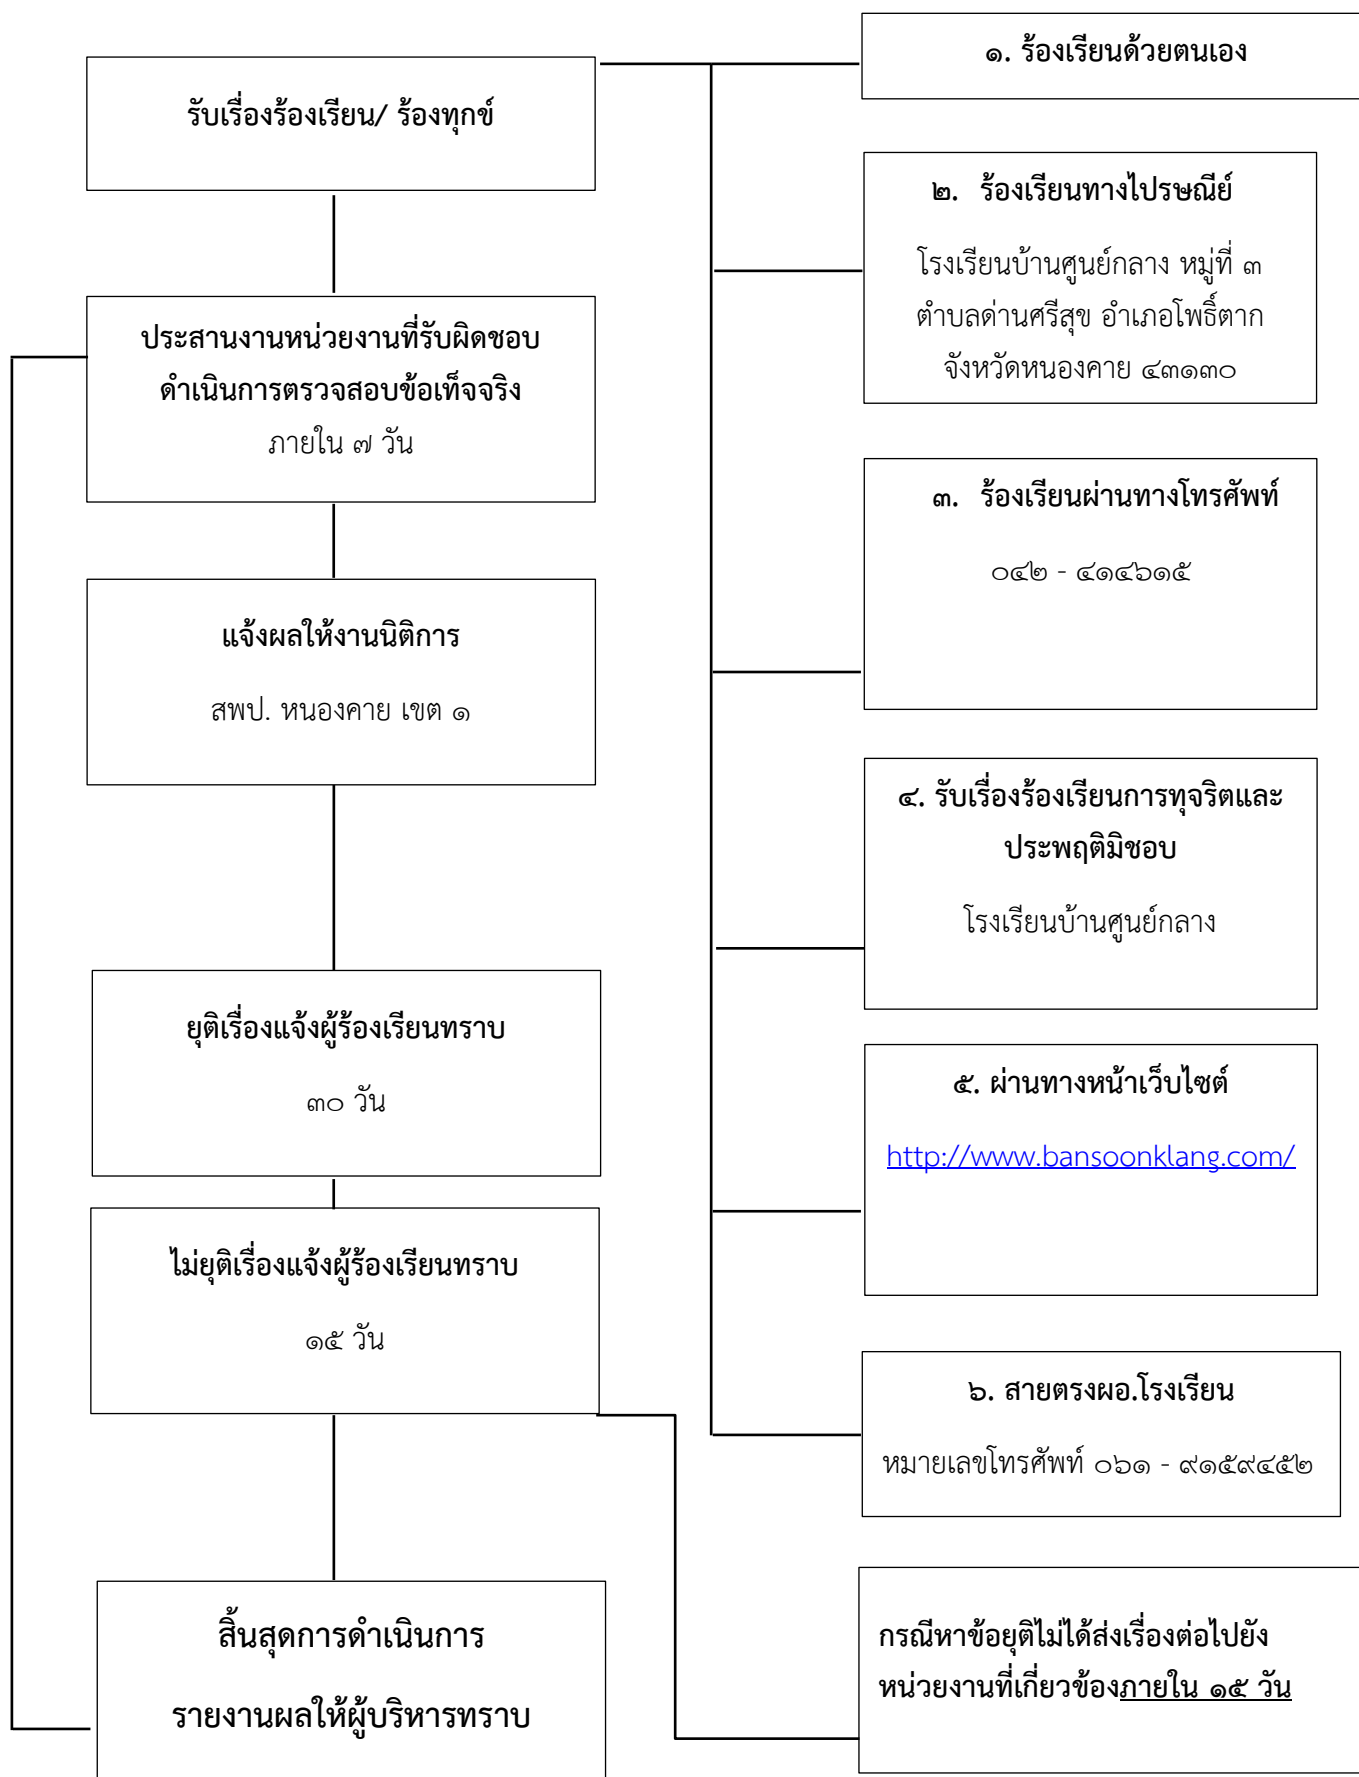 รับเรื่องร้องเรียน/ ร้องทุกข์
ประสานงานหน่วยงานที่รับผิดชอบ
ดำเนินการตรวจสอบข้อเท็จจริง
ภายใน ๗ วัน
แจ้งผลให้งานนิติการ
สพป. หนองคาย เขต ๑
ยุติเรื่องแจ้งผู้ร้องเรียนทราบ
๓๐ วัน
ไม่ยุติเรื่องแจ้งผู้ร้องเรียนทราบ
๑๕ วัน
สิ้นสุดการดำเนินการ
รายงานผลให้ผู้บริหารทราบ
๑. ร้องเรียนด้วยตนเอง
๒. ร้องเรียนทางไปรษณีย์
โรงเรียนบ้านศูนย์กลาง หมู่ที่ ๓
ตำบลด่านศรีสุข อำเภอโพธิ์ตาก
จังหวัดหนองคาย ๔๓๑๓๐
๓. ร้องเรียนผ่านทางโทรศัพท์
๐๔๒ - ๔๑๔๖๑๕
๔. รับเรื่องร้องเรียนการทุจริตและ
ประพฤติมิชอบ
โรงเรียนบ้านศูนย์กลาง
๕. ผ่านทางหน้าเว็บไซต์
http://www.bansoonklang.com/
๖. สายตรงผอ.โรงเรียน
หมายเลขโทรศัพท์ ๐๖๑ - ๙๑๕๙๔๕๒
กรณีหาข้อยุติไม่ได้ส่งเรื่องต่อไปยัง
หน่วยงานที่เกี่ยวข้องภายใน ๑๕ วัน